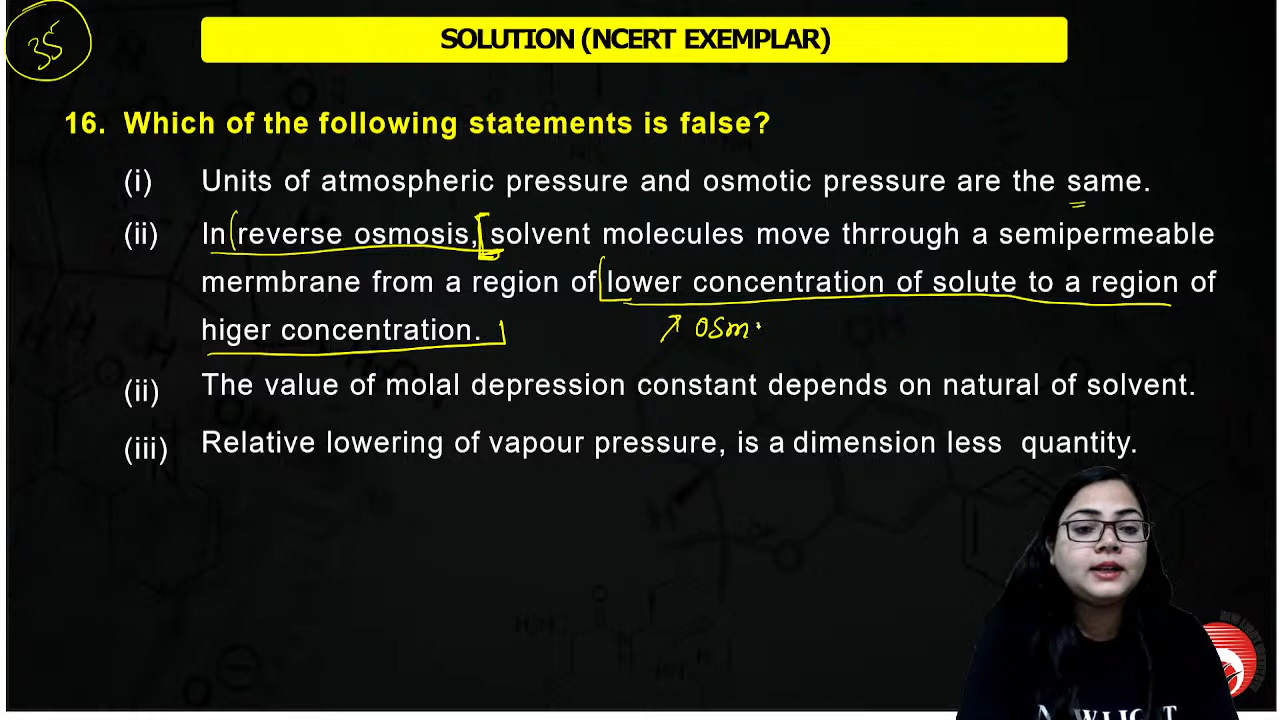 35
SOLUTION (NCERT EXEMPLAR)
16. Which of the following statements is false?
(i) Units of atmospheric pressure and osmotic pressure are the same.
(ii) In reverse osmosis, solvent molecules move thrrough a semipermeable
mermbrane from a region of lower concentration of solute to a region of
higer concentration.
osm
(ii) The value of molal depression constant depends on natural of solvent.
(iii) Relative lowering of vapour pressure, is a dimension less quantity.